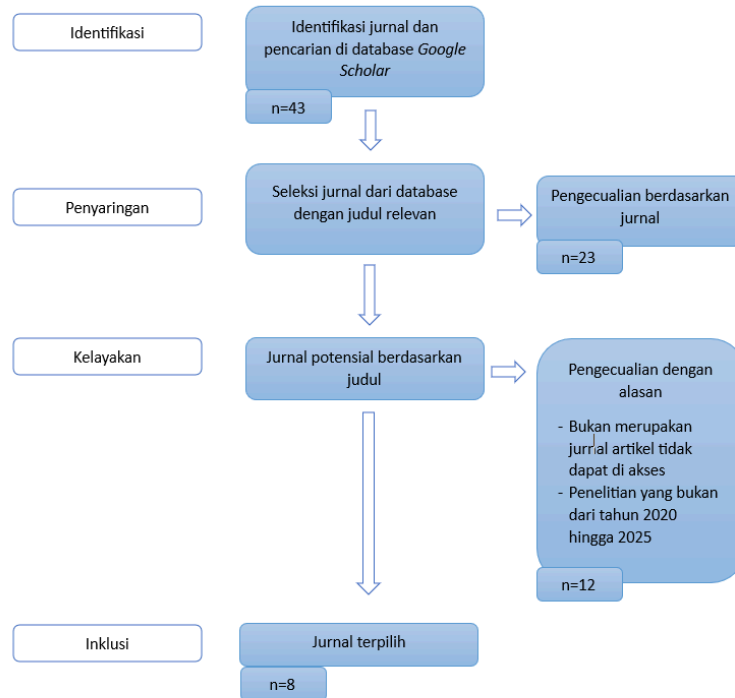 Identifikasi
Identifikasi jurnal dan
pencarian di database Google
Scholar
n=43
Penyaringan
Seleksi jurnal dari database
dengan judul relevan
Pengecualian berdasarkan
jurnal
n=23
Kelayakan
Jurnal potensial berdasarkan
judul
Pengecualian dengan
alasan
- Bukan merupakan
jurnal artikel tidak
dapat di akses
- Penelitian yang bukan
dari tahun 2020
hingga 2025
n=12
Inklusi
Jurnal terpilih
n=8